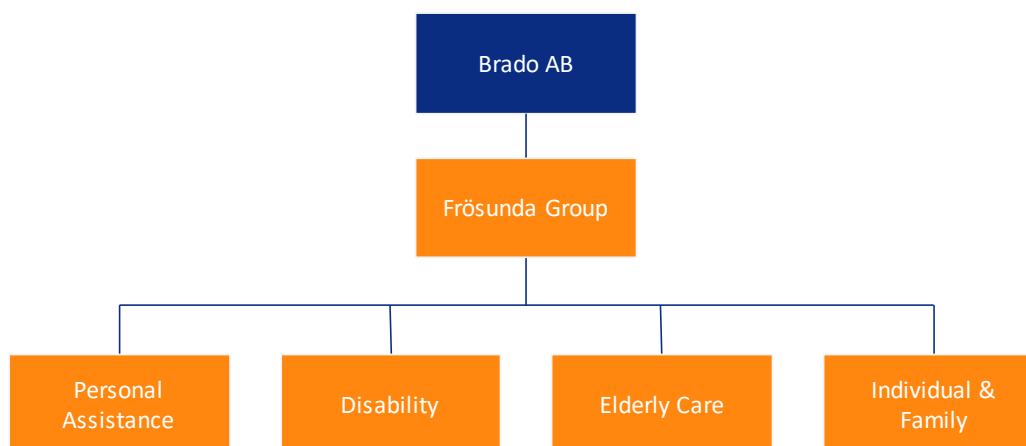 Brado AB
Frösunda Group
Personal
Assistance
Disability
Elderly Care
Individual &
Family